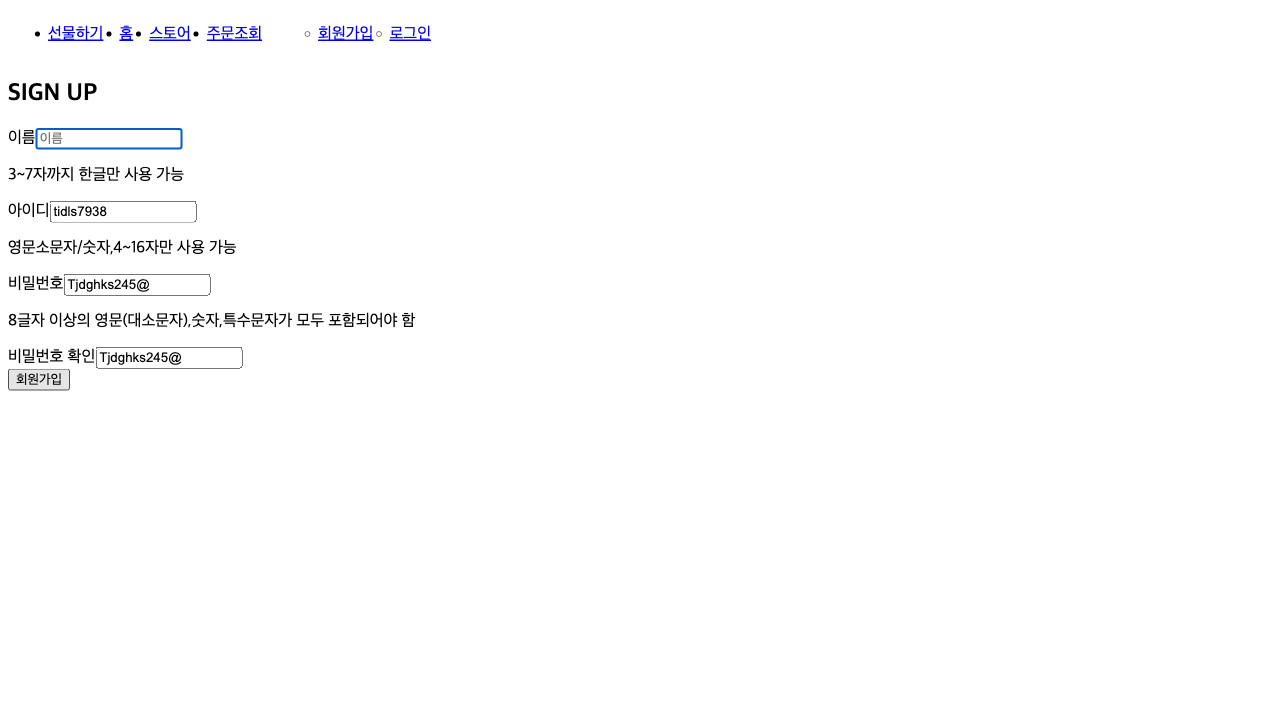 선물하기 홈 스토어 주문조회 회원가입 로그인
SIGN UP
이름 이름
3~7자까지 한글만 사용 가능
아이디 tidls7938
영문소문자/숫자,4~16자만 사용 가능
비밀번호 Tjdghks245@
8글자 이상의 영문(대소문자),숫자,특수문자가 모두 포함되어야 함
비밀번호 확인 Tjdghks245@
회원가입